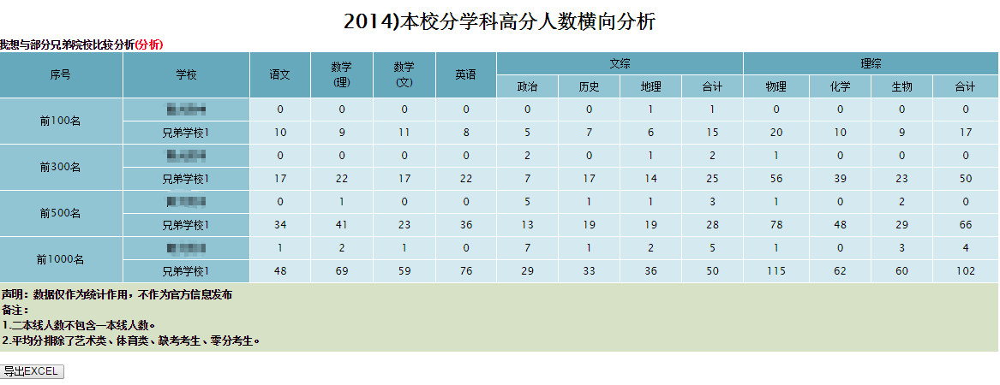 2014)本校分学科高分人数横向分析
我想与部分兄弟院校比较分析(分析)
序号 学校 语文 数学(理) 数学(文) 英语 文综 理综
政治 历史 地理 合计 物理 化学 生物 合计
前100名 0 0 0 0 0 0 1 1 0 0 0 0
兄弟学校1 10 9 11 8 5 7 6 15 20 10 9 17
前300名 0 0 0 0 2 0 1 2 1 0 0 0
兄弟学校1 17 22 17 22 7 17 14 25 56 39 23 50
前500名 0 1 0 0 5 1 1 3 1 0 2 0
兄弟学校1 34 41 23 36 13 19 19 28 78 48 29 66
前1000名 1 2 1 0 7 1 2 5 1 0 3 4
兄弟学校1 48 69 59 76 29 33 36 50 115 62 60 102
声明：数据仅作为统计作用，不作为官方信息发布
备注：
1.二本线人数不包含一本线人数。
2.平均分排除了艺术类、体育类、缺考考生、零分考生。
导出EXCEL